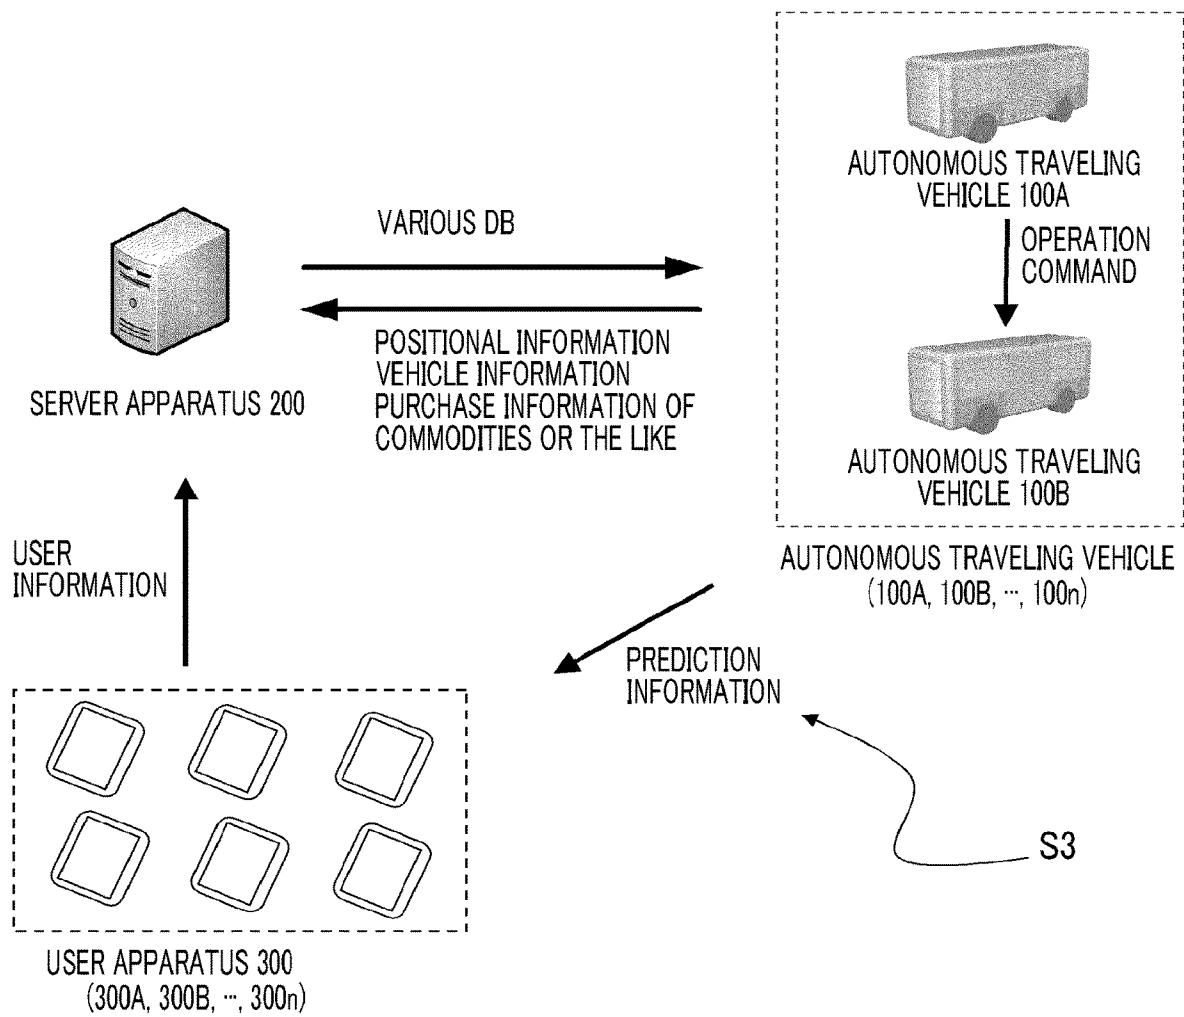 AUTONOMOUS TRAVELING
VEHICLE 100A
OPERATION
COMMAND
AUTONOMOUS TRAVELING
VEHICLE 100B
AUTONOMOUS TRAVELING VEHICLE
(100A, 100B, ···, 100n)
VARIOUS DB
POSITIONAL INFORMATION
VEHICLE INFORMATION
PURCHASE INFORMATION OF
COMMODITIES OR THE LIKE
SERVER APPARATUS 200
USER
INFORMATION
PREDICTION
INFORMATION
S3
USER APPARATUS 300
(300A, 300B, ···, 300n)